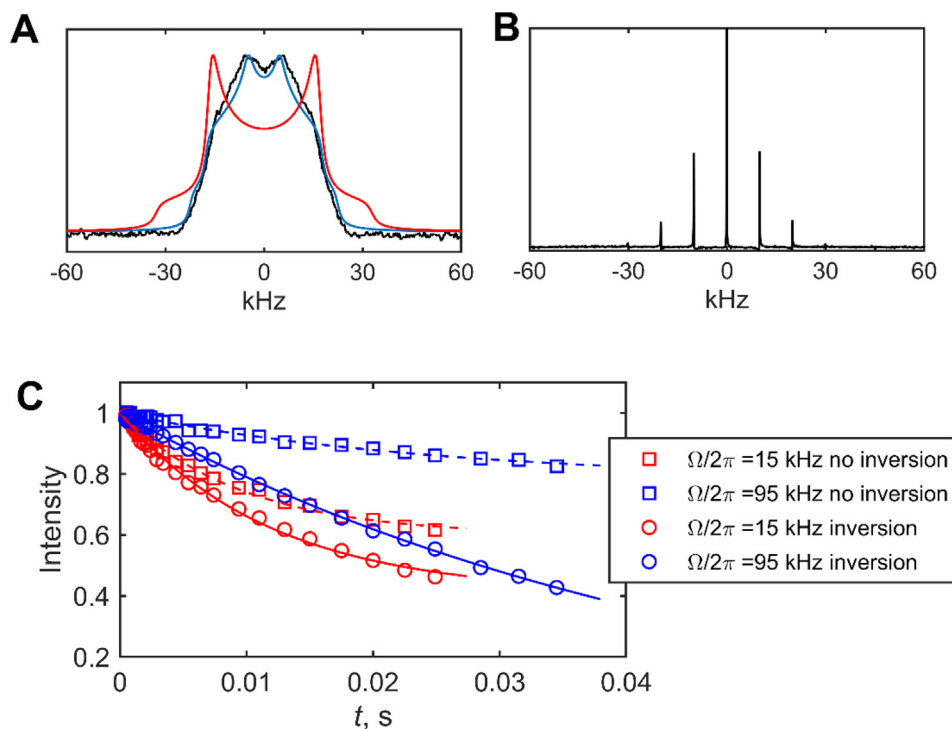 A
-60 -30 0 30 60
kHz
B
-60 -30 0 30 60
kHz
C
1
0.8
0.6
0.4
0.2
Intensity
0 0.01 0.02 0.03 0.04
t, s
Ω/2π =15 kHz no inversion
Ω/2π =95 kHz no inversion
Ω/2π =15 kHz inversion
Ω/2π =95 kHz inversion